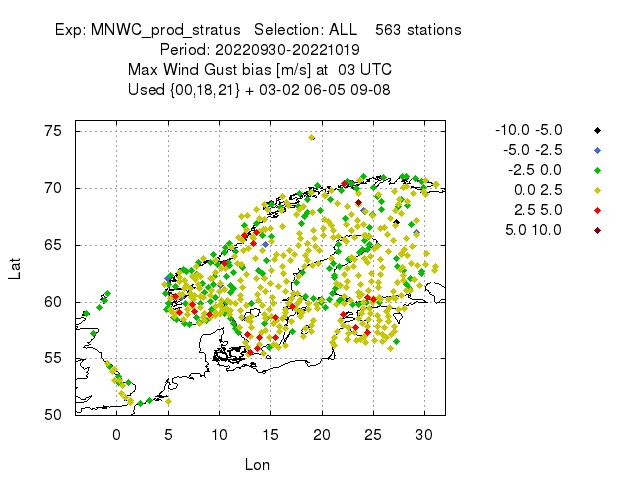 Exp: MNWC_prod_stratus   Selection: ALL    563 stations
Period: 20220930-20221019
Max Wind Gust bias [m/s] at  03 UTC
Used {00,18,21} + 03-02 06-05 09-08
-10.0 -5.0
-5.0 -2.5
-2.5 0.0
0.0 2.5
2.5 5.0
5.0 10.0
75
70
65
60
55
50
Lat
0 5 10 15 20 25 30
Lon